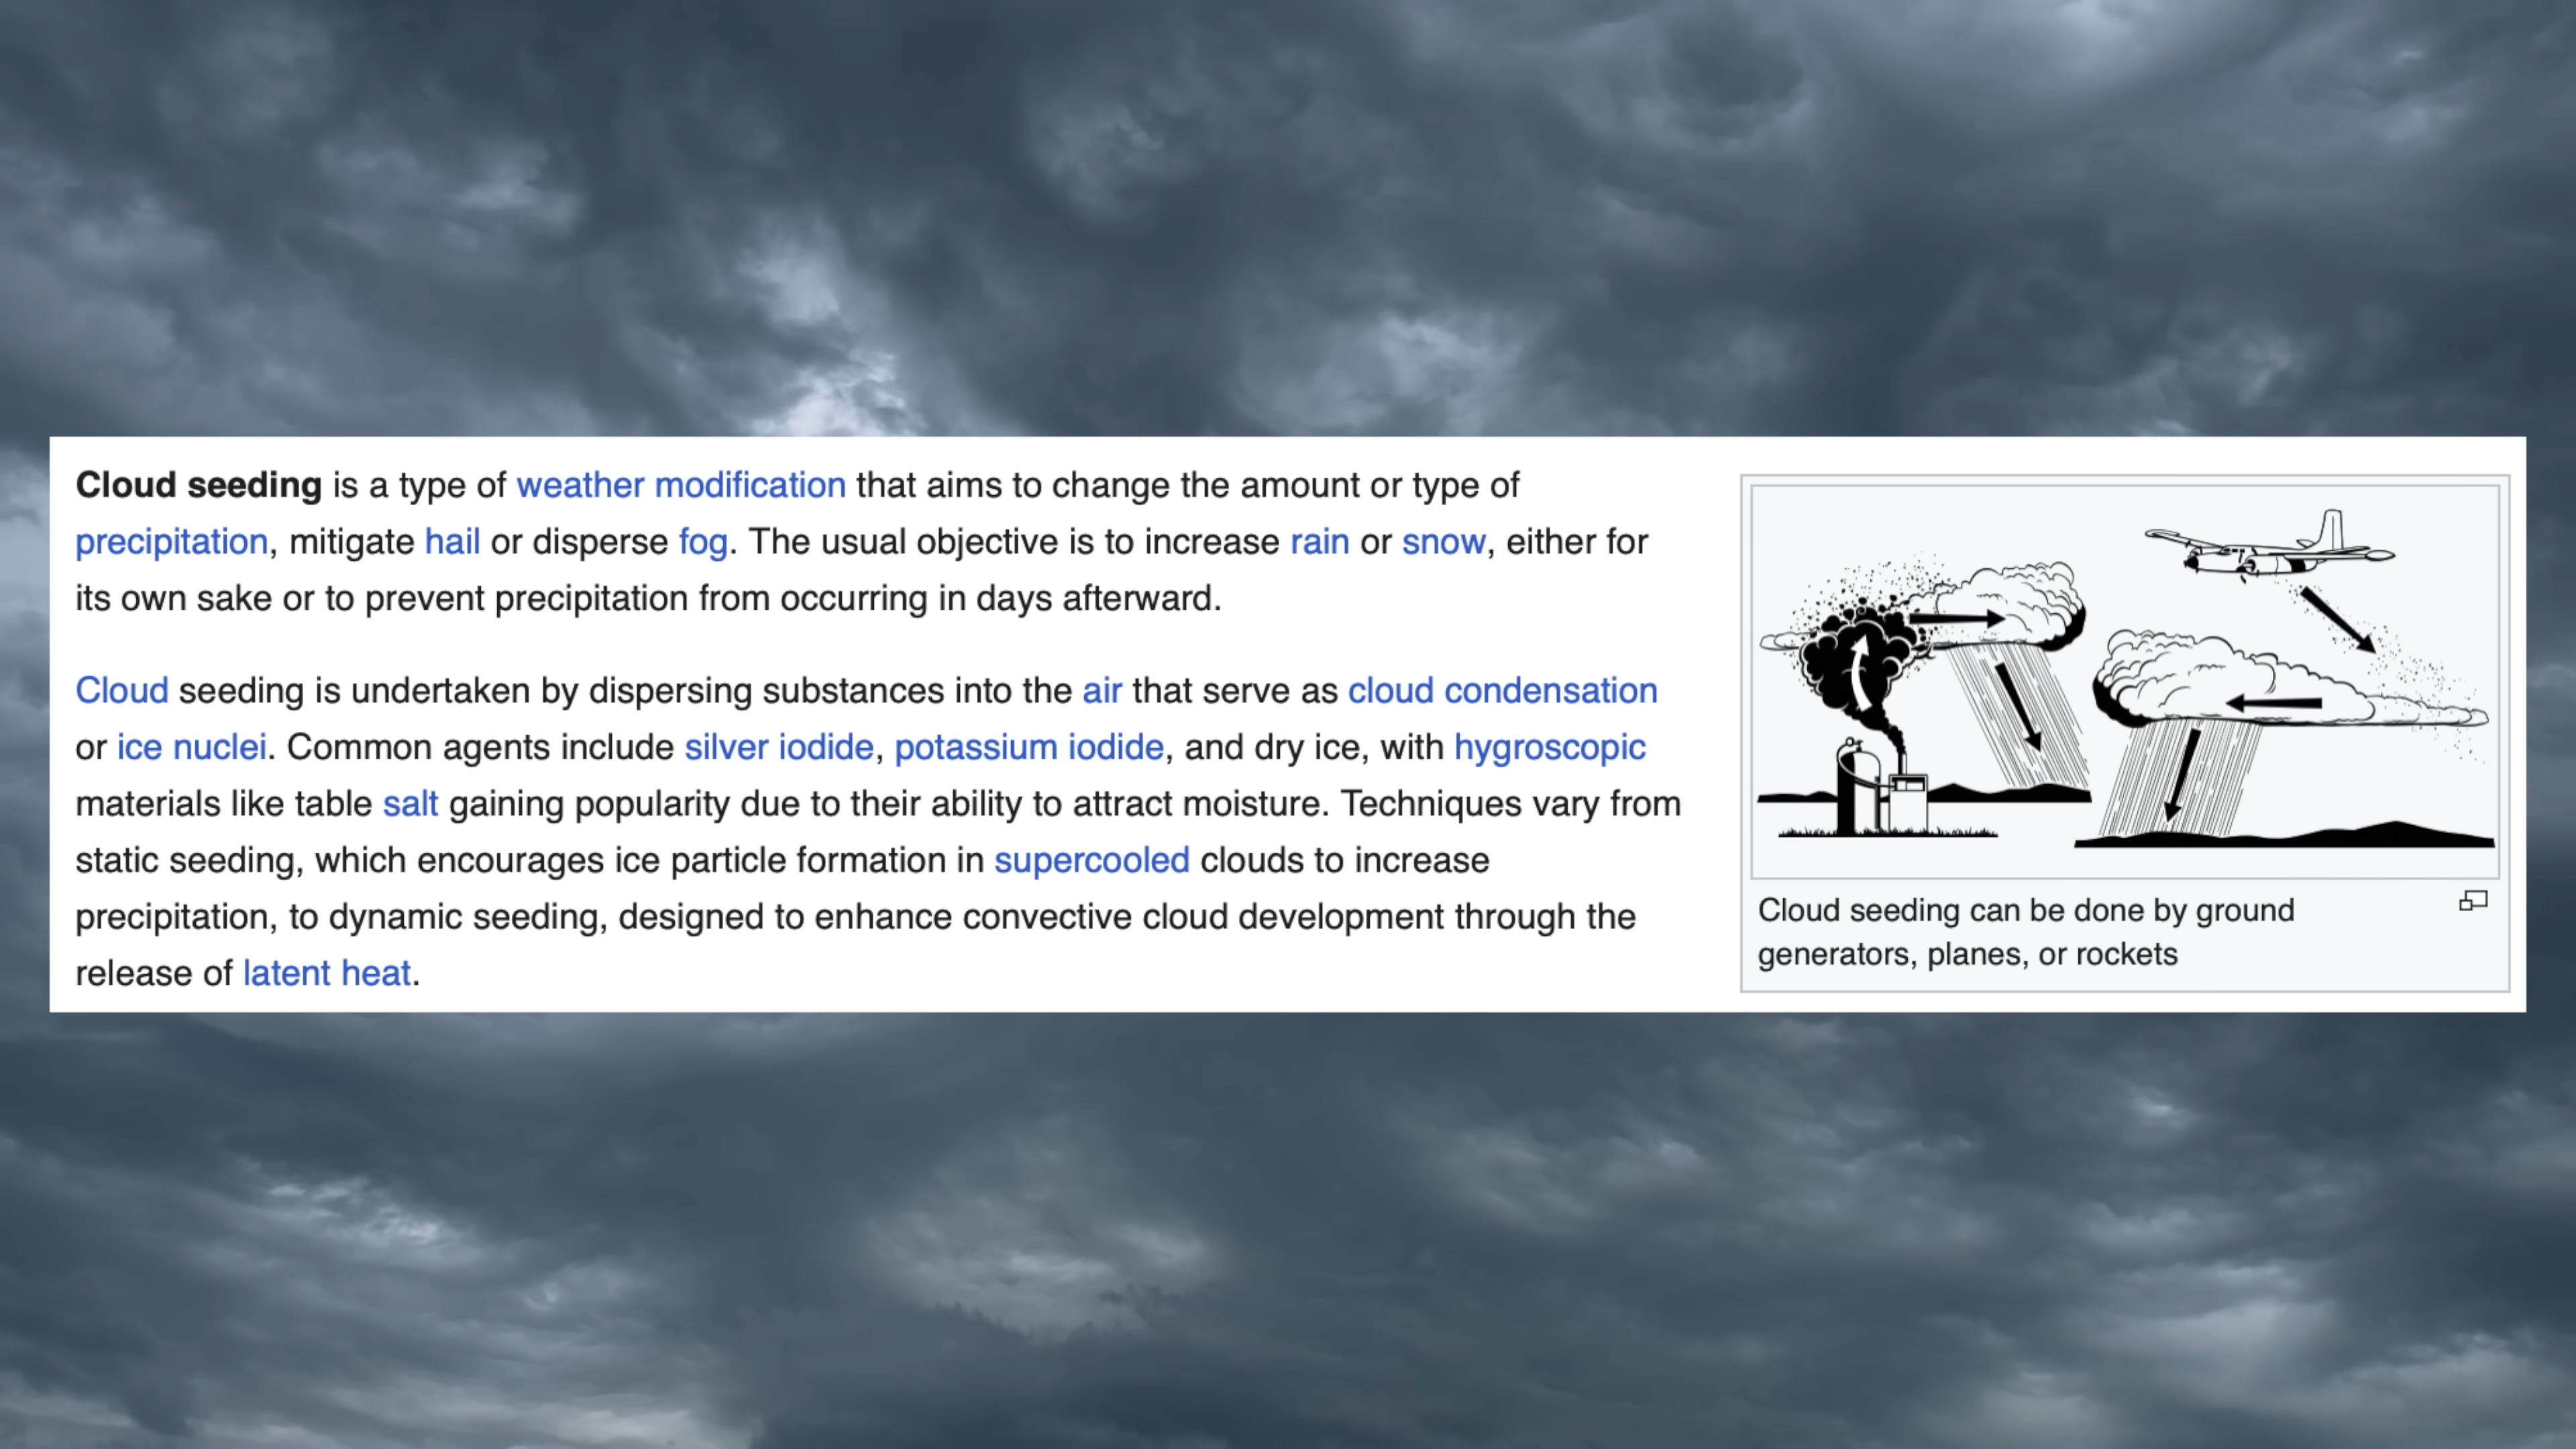 Cloud seeding is a type of weather modification that aims to change the amount or type of
precipitation, mitigate hail or disperse fog. The usual objective is to increase rain or snow, either for
its own sake or to prevent precipitation from occurring in days afterward.
Cloud seeding is undertaken by dispersing substances into the air that serve as cloud condensation
or ice nuclei. Common agents include silver iodide, potassium iodide, and dry ice, with hygroscopic
materials like table salt gaining popularity due to their ability to attract moisture. Techniques vary from
static seeding, which encourages ice particle formation in supercooled clouds to increase
precipitation, to dynamic seeding, designed to enhance convective cloud development through the
release of latent heat.
Cloud seeding can be done by ground
generators, planes, or rockets